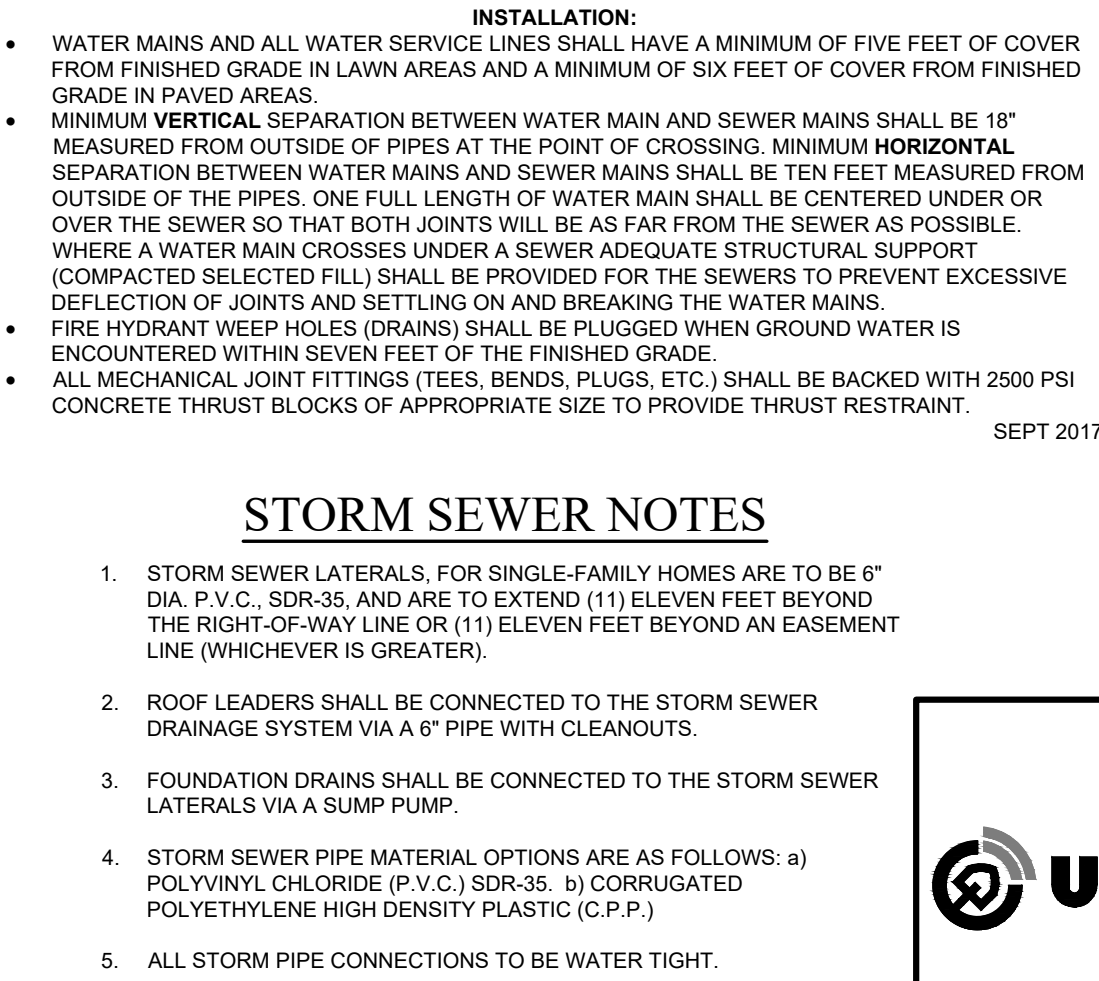 INSTALLATION:
• WATER MAINS AND ALL WATER SERVICE LINES SHALL HAVE A MINIMUM OF FIVE FEET OF COVER
FROM FINISHED GRADE IN LAWN AREAS AND A MINIMUM OF SIX FEET OF COVER FROM FINISHED
GRADE IN PAVED AREAS.
• MINIMUM VERTICAL SEPARATION BETWEEN WATER MAIN AND SEWER MAINS SHALL BE 18"
MEASURED FROM OUTSIDE OF PIPES AT THE POINT OF CROSSING. MINIMUM HORIZONTAL
SEPARATION BETWEEN WATER MAINS AND SEWER MAINS SHALL BE TEN FEET MEASURED FROM
OUTSIDE OF THE PIPES. ONE FULL LENGTH OF WATER MAIN SHALL BE CENTERED UNDER OR
OVER THE SEWER SO THAT BOTH JOINTS WILL BE AS FAR FROM THE SEWER AS POSSIBLE.
WHERE A WATER MAIN CROSSES UNDER A SEWER ADEQUATE STRUCTURAL SUPPORT
(COMPACTED SELECTED FILL) SHALL BE PROVIDED FOR THE SEWERS TO PREVENT EXCESSIVE
DEFLECTION OF JOINTS AND SETTLING ON AND BREAKING THE WATER MAINS.
• FIRE HYDRANT WEEP HOLES (DRAINS) SHALL BE PLUGGED WHEN GROUND WATER IS
ENCOUNTERED WITHIN SEVEN FEET OF THE FINISHED GRADE.
• ALL MECHANICAL JOINT FITTINGS (TEES, BENDS, PLUGS, ETC.) SHALL BE BACKED WITH 2500 PSI
CONCRETE THRUST BLOCKS OF APPROPRIATE SIZE TO PROVIDE THRUST RESTRAINT.
SEPT 2017
STORM SEWER NOTES
1. STORM SEWER LATERALS, FOR SINGLE-FAMILY HOMES ARE TO BE 6"
DIA. P.V.C., SDR-35, AND ARE TO EXTEND (11) ELEVEN FEET BEYOND
THE RIGHT-OF-WAY LINE OR (11) ELEVEN FEET BEYOND AN EASEMENT
LINE (WHICHEVER IS GREATER).
2. ROOF LEADERS SHALL BE CONNECTED TO THE STORM SEWER
DRAINAGE SYSTEM VIA A 6" PIPE WITH CLEANOUTS.
3. FOUNDATION DRAINS SHALL BE CONNECTED TO THE STORM SEWER
LATERALS VIA A SUMP PUMP.
4. STORM SEWER PIPE MATERIAL OPTIONS ARE AS FOLLOWS: a)
POLYVINYL CHLORIDE (P.V.C.) SDR-35. b) CORRUGATED
POLYETHYLENE HIGH DENSITY PLASTIC (C.P.P.)
5. ALL STORM PIPE CONNECTIONS TO BE WATER TIGHT.
U